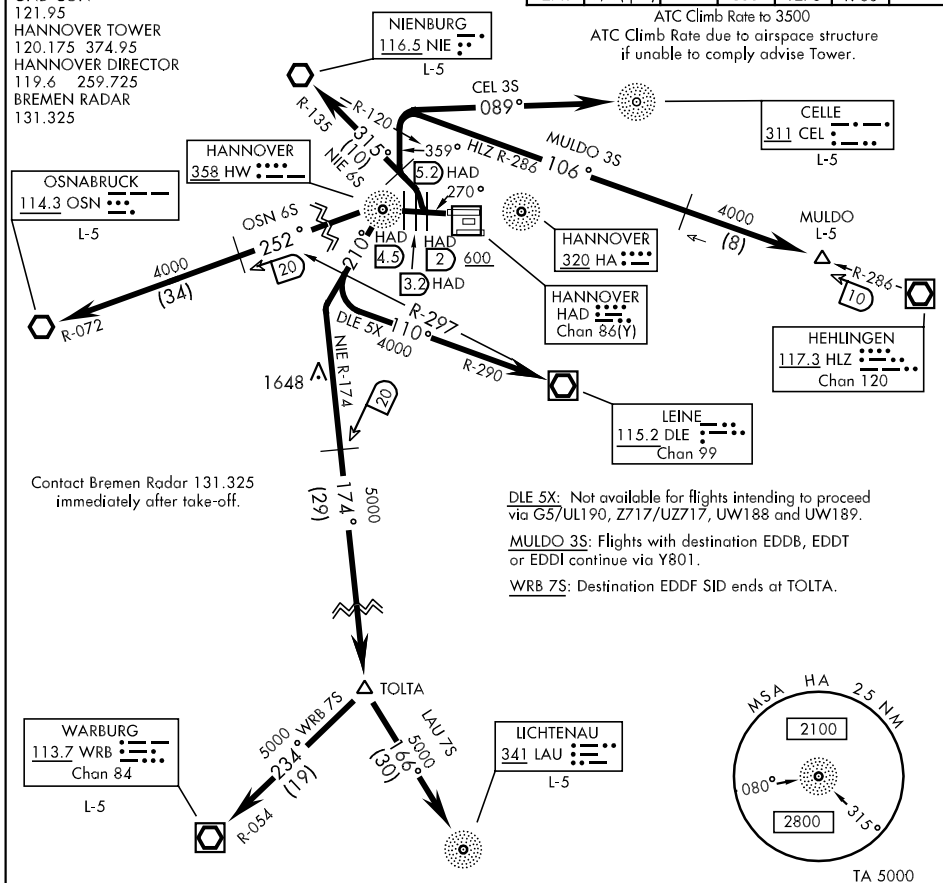 121.95
HANNOVER TOWER
120.175 374.95
HANNOVER DIRECTOR
119.6 259.725
BREMEN RADAR
131.325
ATC Climb Rate to 3500
ATC Climb Rate due to airspace structure
if unable to comply advise Tower.
NIENBURG
116.5 NIE
L-5
CEL 3S
089°
CELLE
311 CEL
L-5
R-135
R-120
315°
(10)
NIE 6S
359°
HLZ R-286
MULDO 3S
106°
4000
(8)
MULDO
L-5
R-286
10
HEHLINGEN
117.3 HLZ
Chan 120
HANNOVER
358 HW
5.2 HAD
270°
OSNABRUCK
114.3 OSN
L-5
OSN 6S
252°
20
4000
(34)
R-072
210°
HAD
4.5
HAD
2
3.2 HAD
600
HANNOVER
320 HA
HANNOVER
HAD
Chan 86(Y)
R-297
110°
DLE 5X
4000
R-290
LEINE
115.2 DLE
Chan 99
1648
NIE R-174
20
Contact Bremen Radar 131.325
immediately after take-off.
174°
(29)
5000
DLE 5X: Not available for flights intending to proceed
via G5/UL190, Z717/UZ717, UW188 and UW189.
MULDO 3S: Flights with destination EDDB, EDDT
or EDDI continue via Y801.
WRB 7S: Destination EDDF SID ends at TOLTA.
TOLTA
WARBURG
113.7 WRB
Chan 84
L-5
5000 WRB 7S
234°
(19)
R-054
LAU 7S
5000
166°
(30)
LICHTENAU
341 LAU
L-5
MSA HA 25 NM
2100
080°
2800
315°
TA 5000